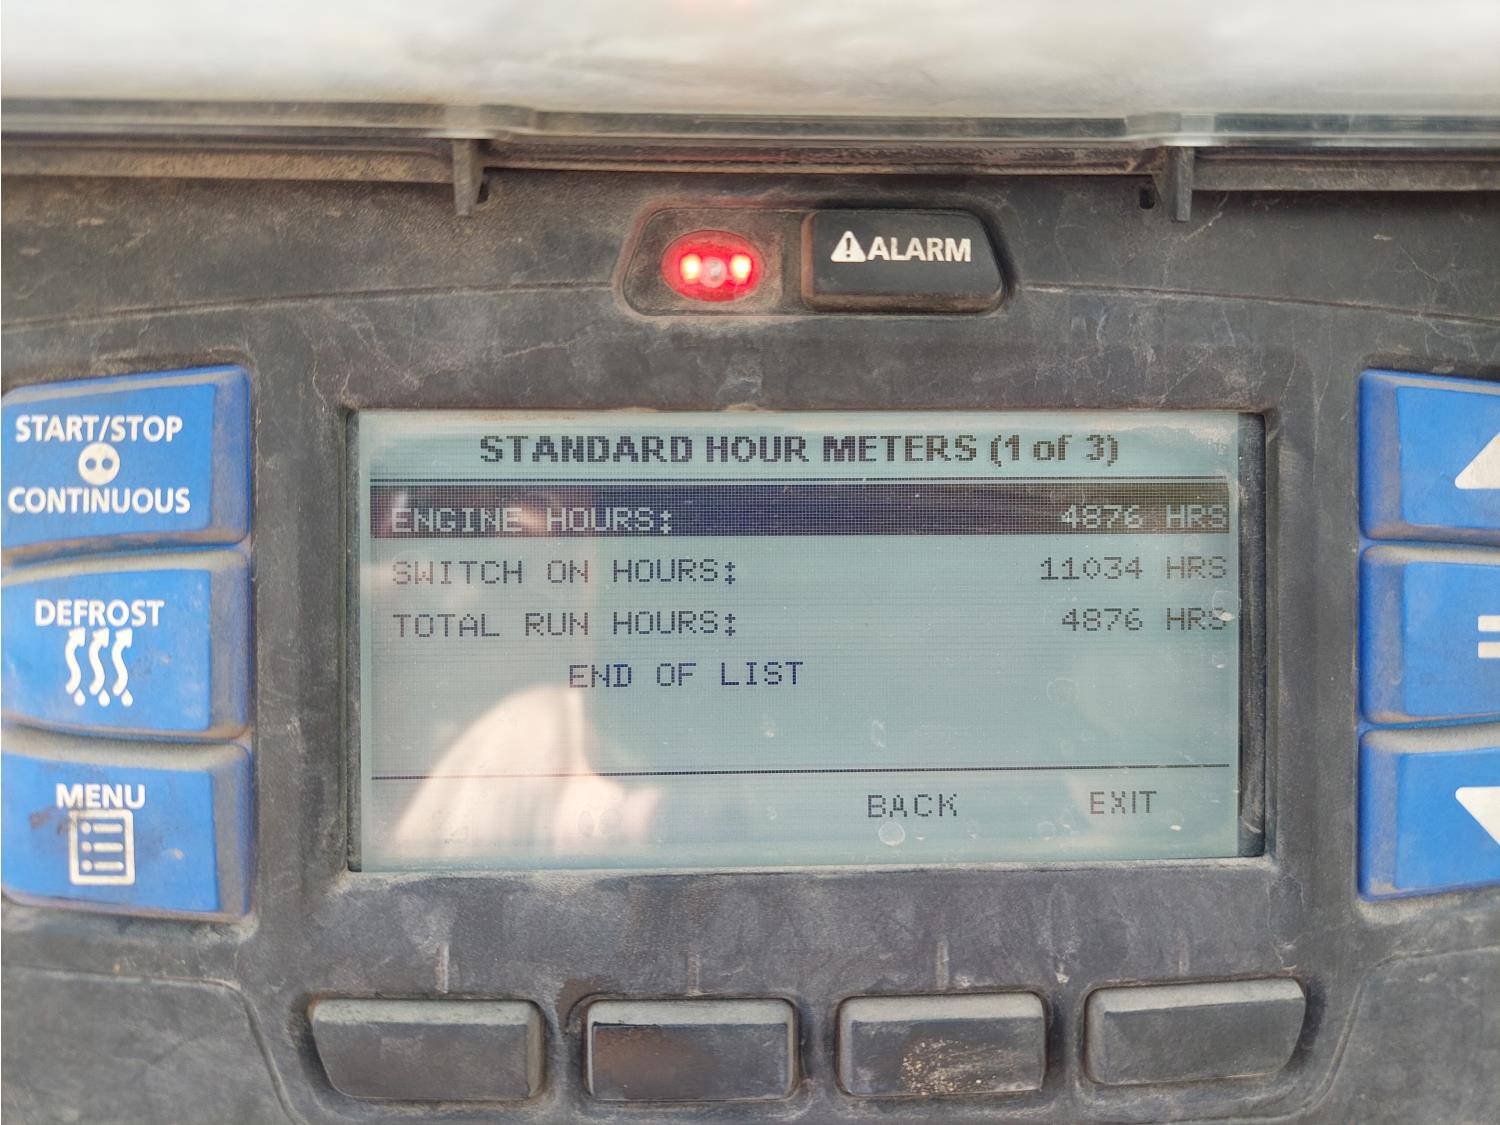 ALARM
START/STOP
CONTINUOUS
DEFROST
MENU
STANDARD HOUR METERS (1 of 3)
ENGINE HOURS: 4876 HRS
SWITCH ON HOURS: 11034 HRS
TOTAL RUN HOURS: 4876 HRS
END OF LIST
BACK EXIT